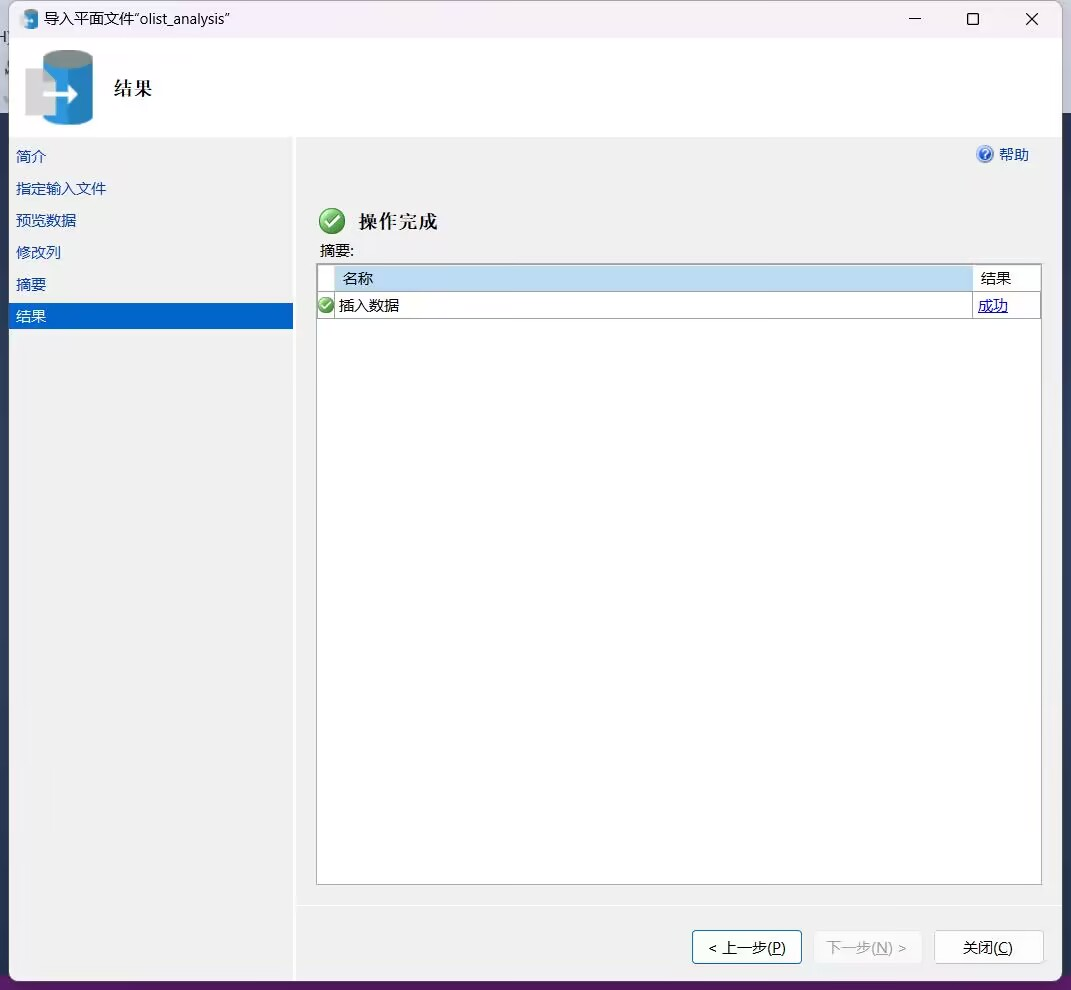 导入平面文件“olist_analysis”
结果
简介
指定输入文件
预览数据
修改列
摘要
结果
帮助
操作完成
摘要:
名称 结果
插入数据 成功
< 上一步(P) 下一步(N) > 关闭(C)